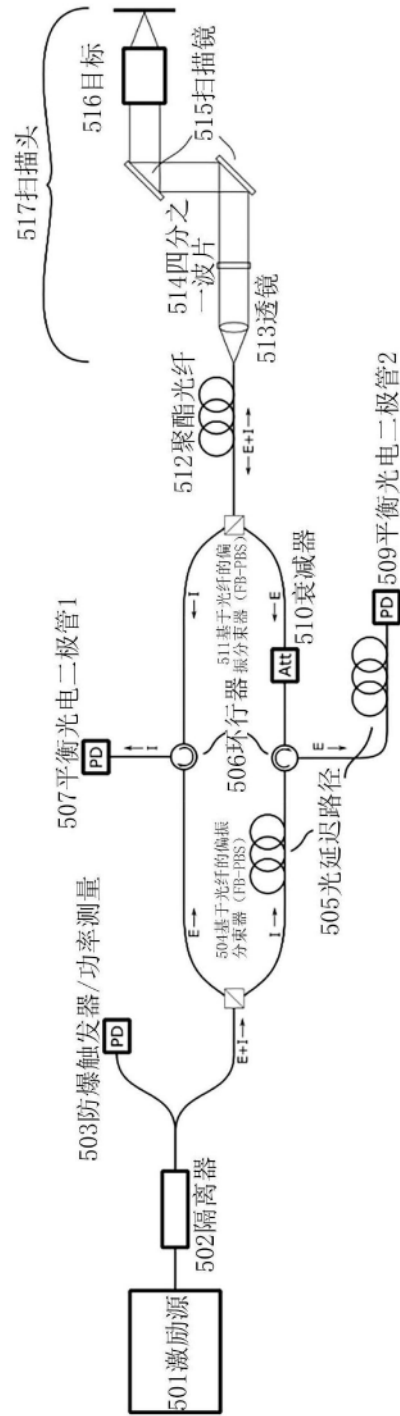 501激励源
502隔离器
503防爆触发器/功率测量
PD
E+I
504基于光纤的偏振
分束器（FB-PBS）
E
I
505光延迟路径
506环行器
507平衡光电二极管1
PD
I
E
PD
509平衡光电二极管2
Att
510衰减器
I
E
511基于光纤的偏
振分束器（FB-PBS）
512聚酯光纤
E+I
513透镜
514四分之
一波片
515扫描镜
516目标
517扫描头